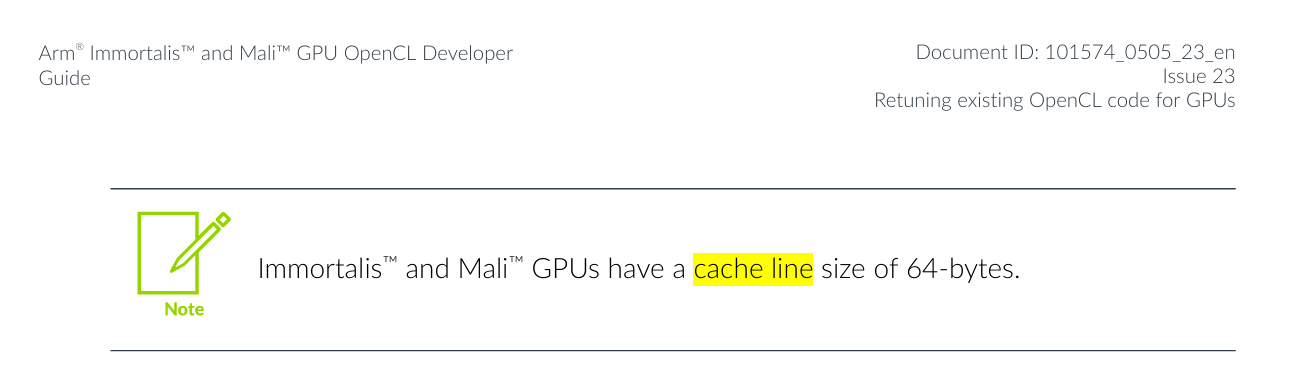 Arm® Immortalis™ and Mali™ GPU OpenCL Developer
Guide
Document ID: 101574_0505_23_en
Issue 23
Retuning existing OpenCL code for GPUs
Immortalis™ and Mali™ GPUs have a cache line size of 64-bytes.
Note